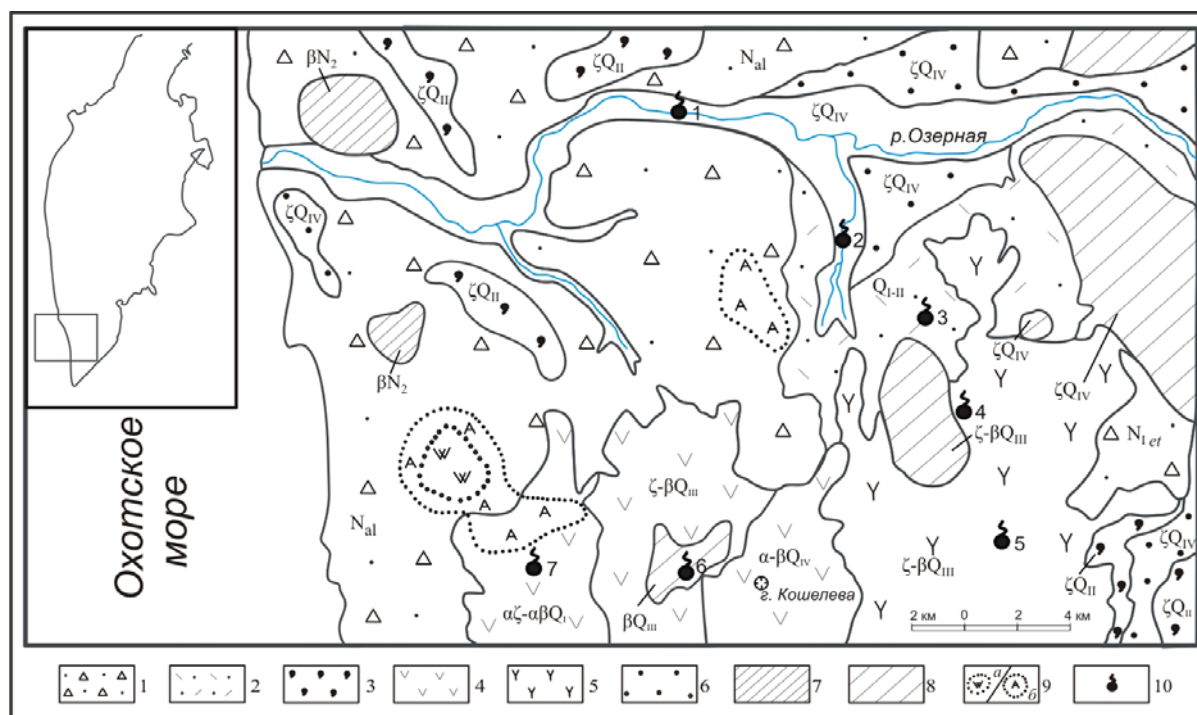 βN₂
ζQ_II
ζQ_II
N_al
ζQ_IV
1
ζQ_IV
р. Озерная
ζQ_IV
ζQ_IV
2
ζQ_II
Q_I-II
3
ζQ_IV
βN₂
ζQ_IV
4
ζ-βQ_III
N_I et
Охотское
море
ζ-βQ_III
N_al
5
ζQ_IV
α-βQ_IV
ζ-βQ_III
ζQ_II
7
6
г. Кошелева
ζQ_II
αζ-αβQ_I
βQ_III
2 км 0 2 4 км
1 2 3 4 5 6 7 8 а б 9 10